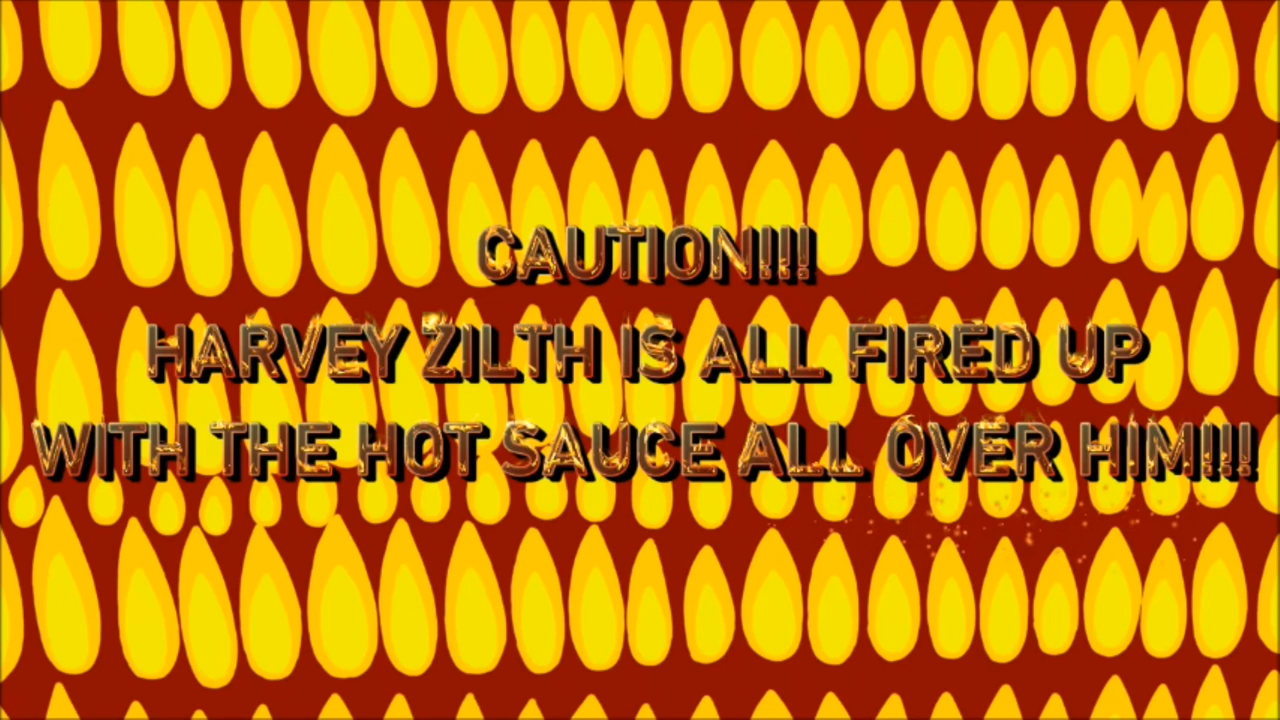 CAUTION!!!
HARVEY ZILTH IS ALL FIRED UP
WITH THE HOT SAUCE ALL OVER HIM!!!